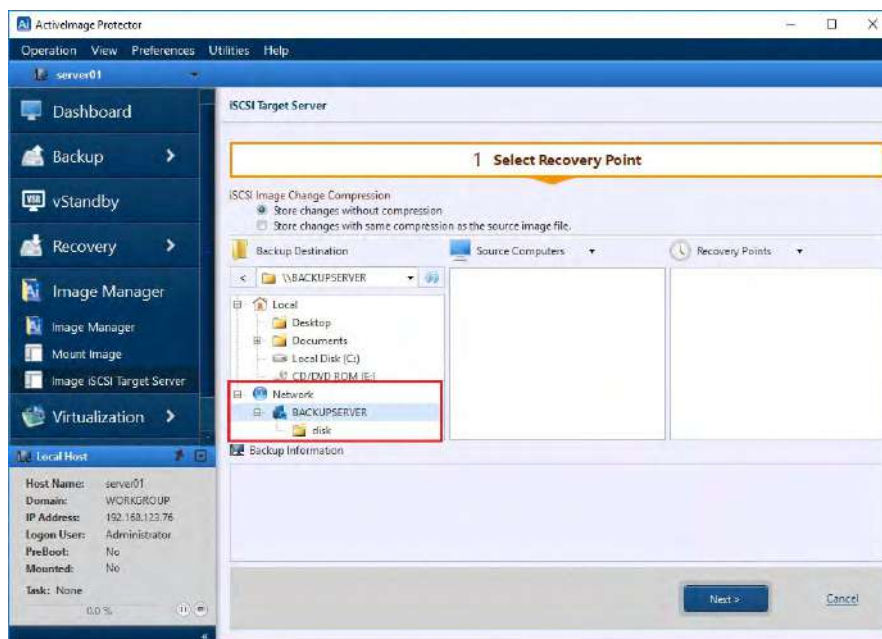 ActiveImage Protector
Operation View Preferences Utilities Help
server01
Dashboard
Backup
vStandby
Recovery
Image Manager
Image Manager
Mount Image
Image iSCSI Target Server
Virtualization
Local Host
Host Name: server01
Domain: WORKGROUP
IP Address: 192.168.123.76
Logon User: Administrator
PreBoot: No
Mounted: No
Task: None
0.0 %
iSCSI Target Server
1 Select Recovery Point
iSCSI Image Change Compression
Store changes without compression
Store changes with same compression as the source image file.
Backup Destination
Source Computers
Recovery Points
< \\BACKUPSERVER
Local
Desktop
Documents
Local Disk (C:)
CD/DVD ROM (E:)
Network
BACKUPSERVER
disk
Backup Information
Next >
Cancel